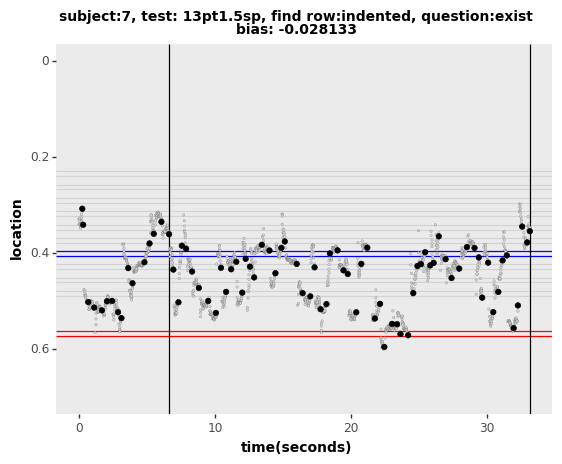 subject:7, test: 13pt1.5sp, find row:indented, question:exist
bias: -0.028133
0
0.2
0.4
0.6
location
0
10
20
30
time(seconds)